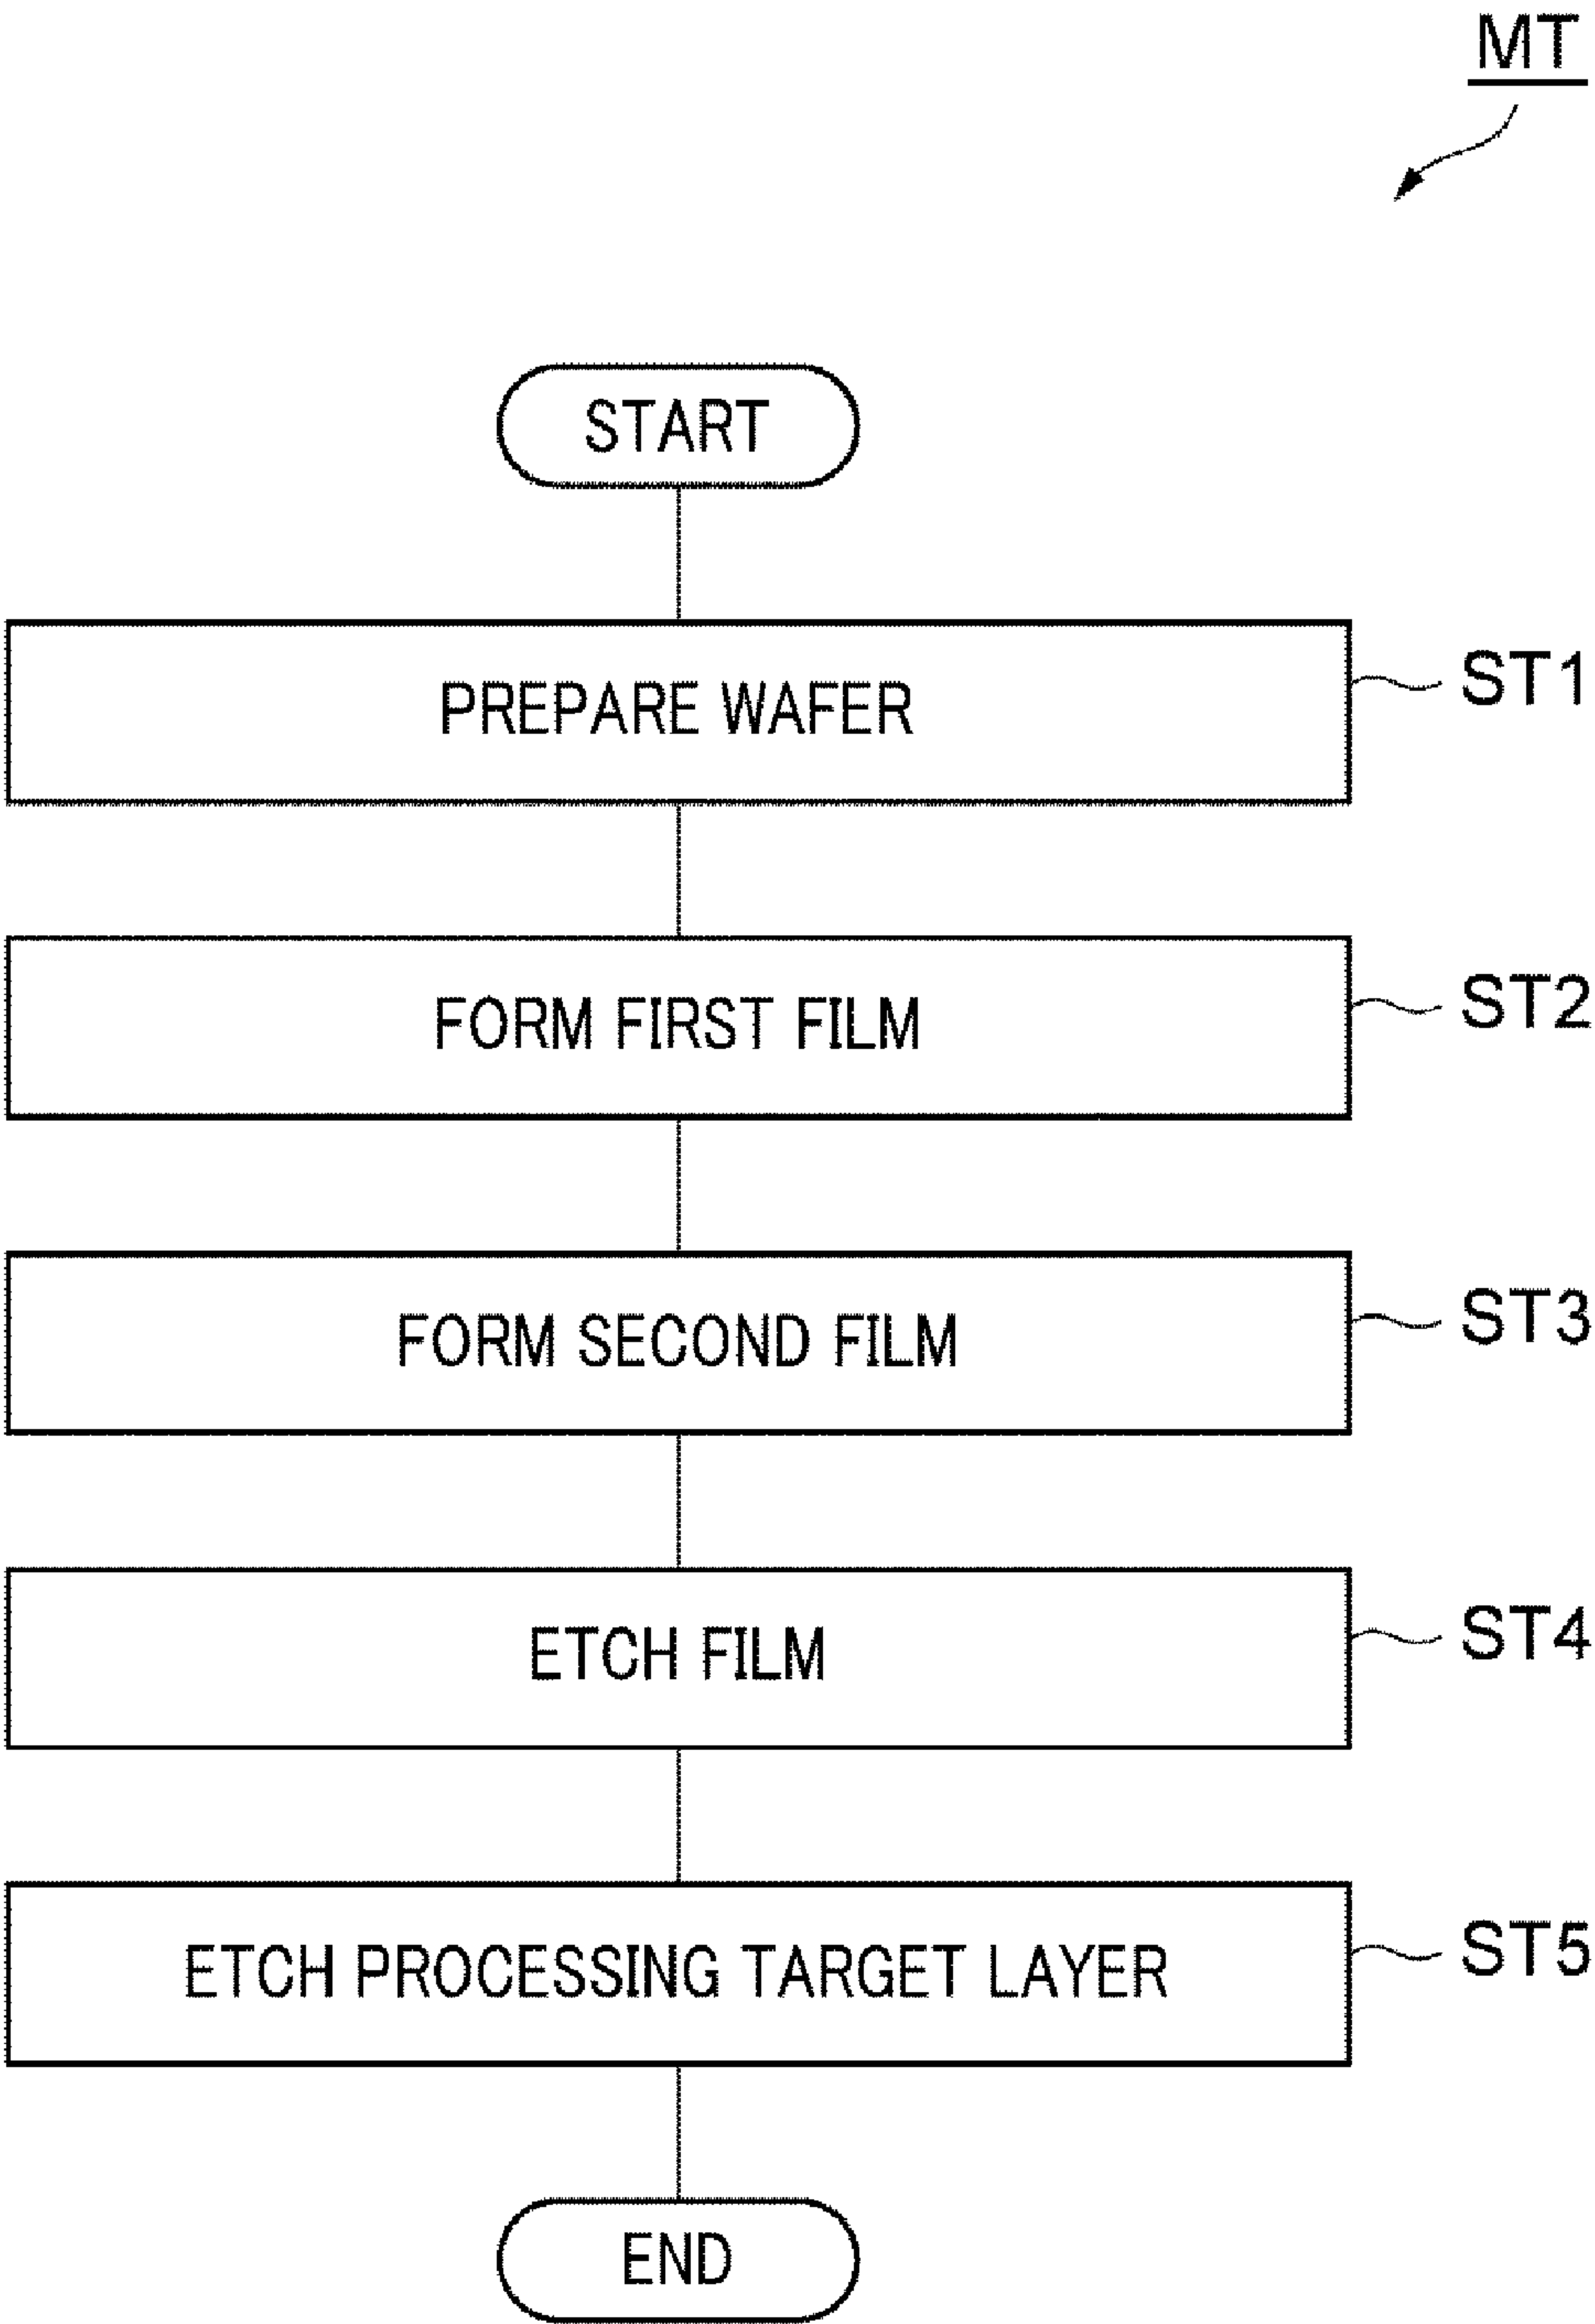 MT
START
PREPARE WAFER
ST1
FORM FIRST FILM
ST2
FORM SECOND FILM
ST3
ETCH FILM
ST4
ETCH PROCESSING TARGET LAYER
ST5
END